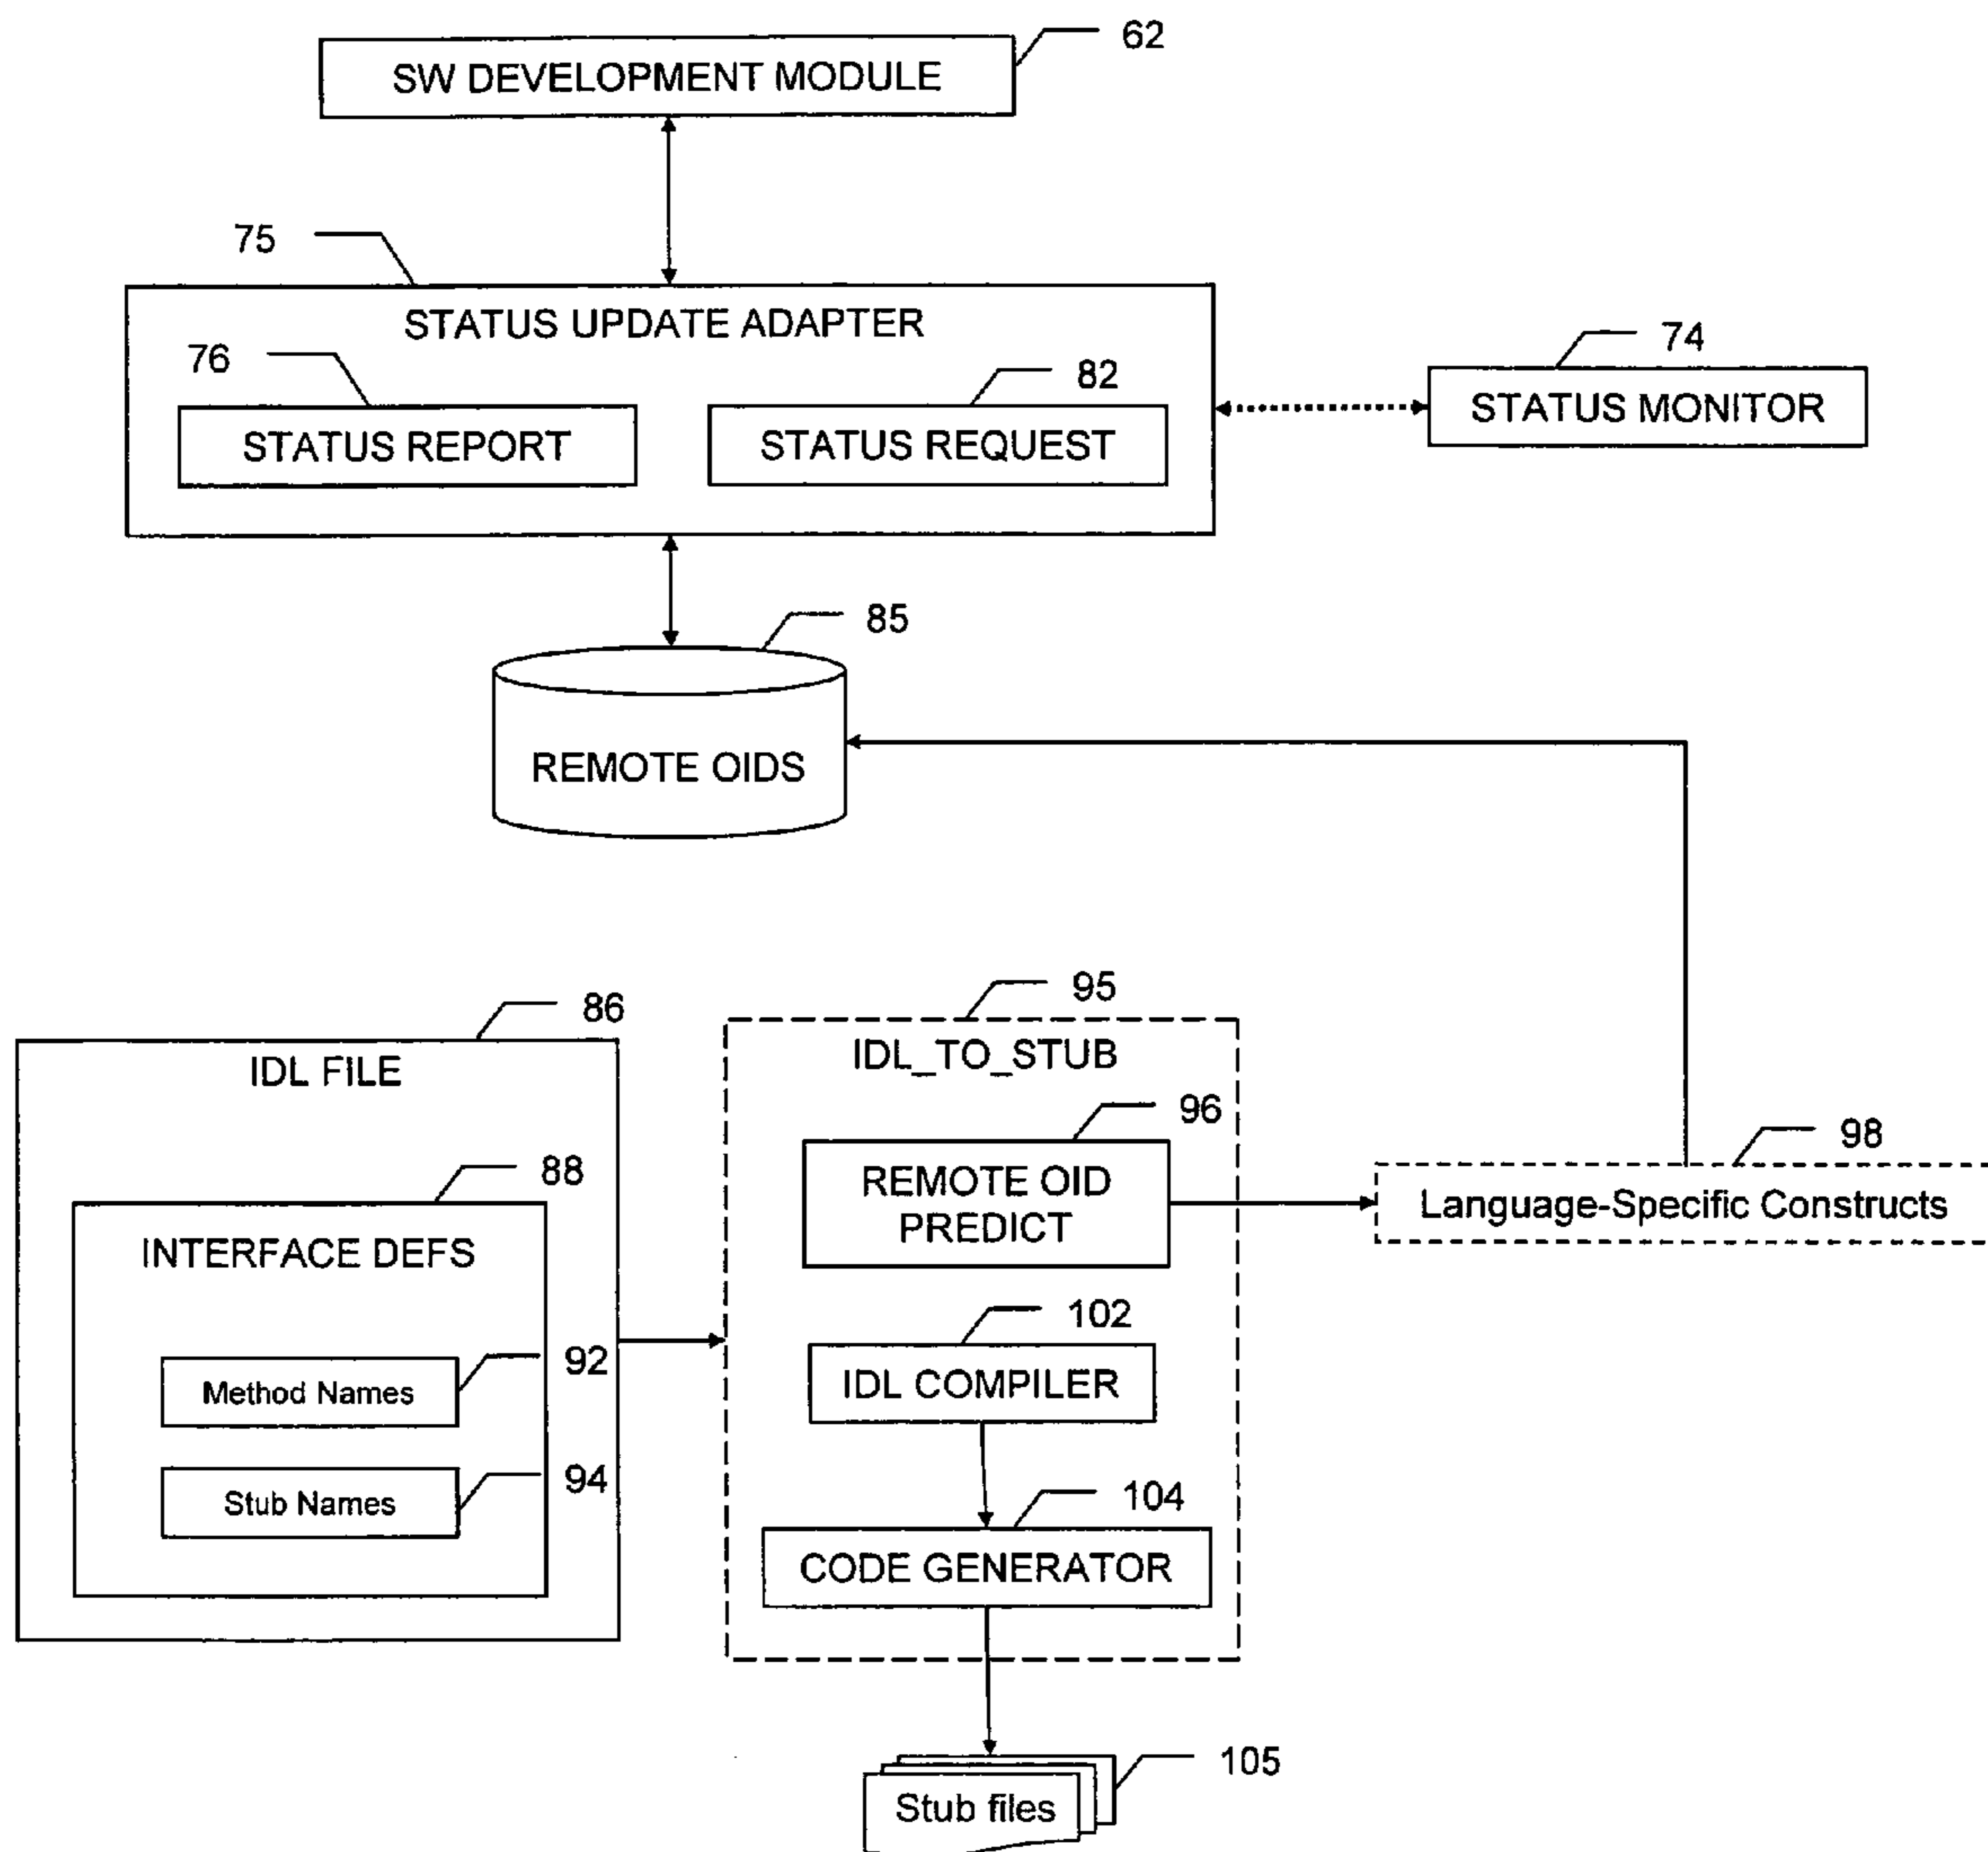 62
SW DEVELOPMENT MODULE
75
STATUS UPDATE ADAPTER
76
82
74
STATUS REPORT
STATUS REQUEST
STATUS MONITOR
85
REMOTE OIDS
86
IDL FILE
88
INTERFACE DEFS
92
Method Names
94
Stub Names
95
IDL_TO_STUB
96
REMOTE OID
PREDICT
98
Language-Specific Constructs
102
IDL COMPILER
104
CODE GENERATOR
105
Stub files